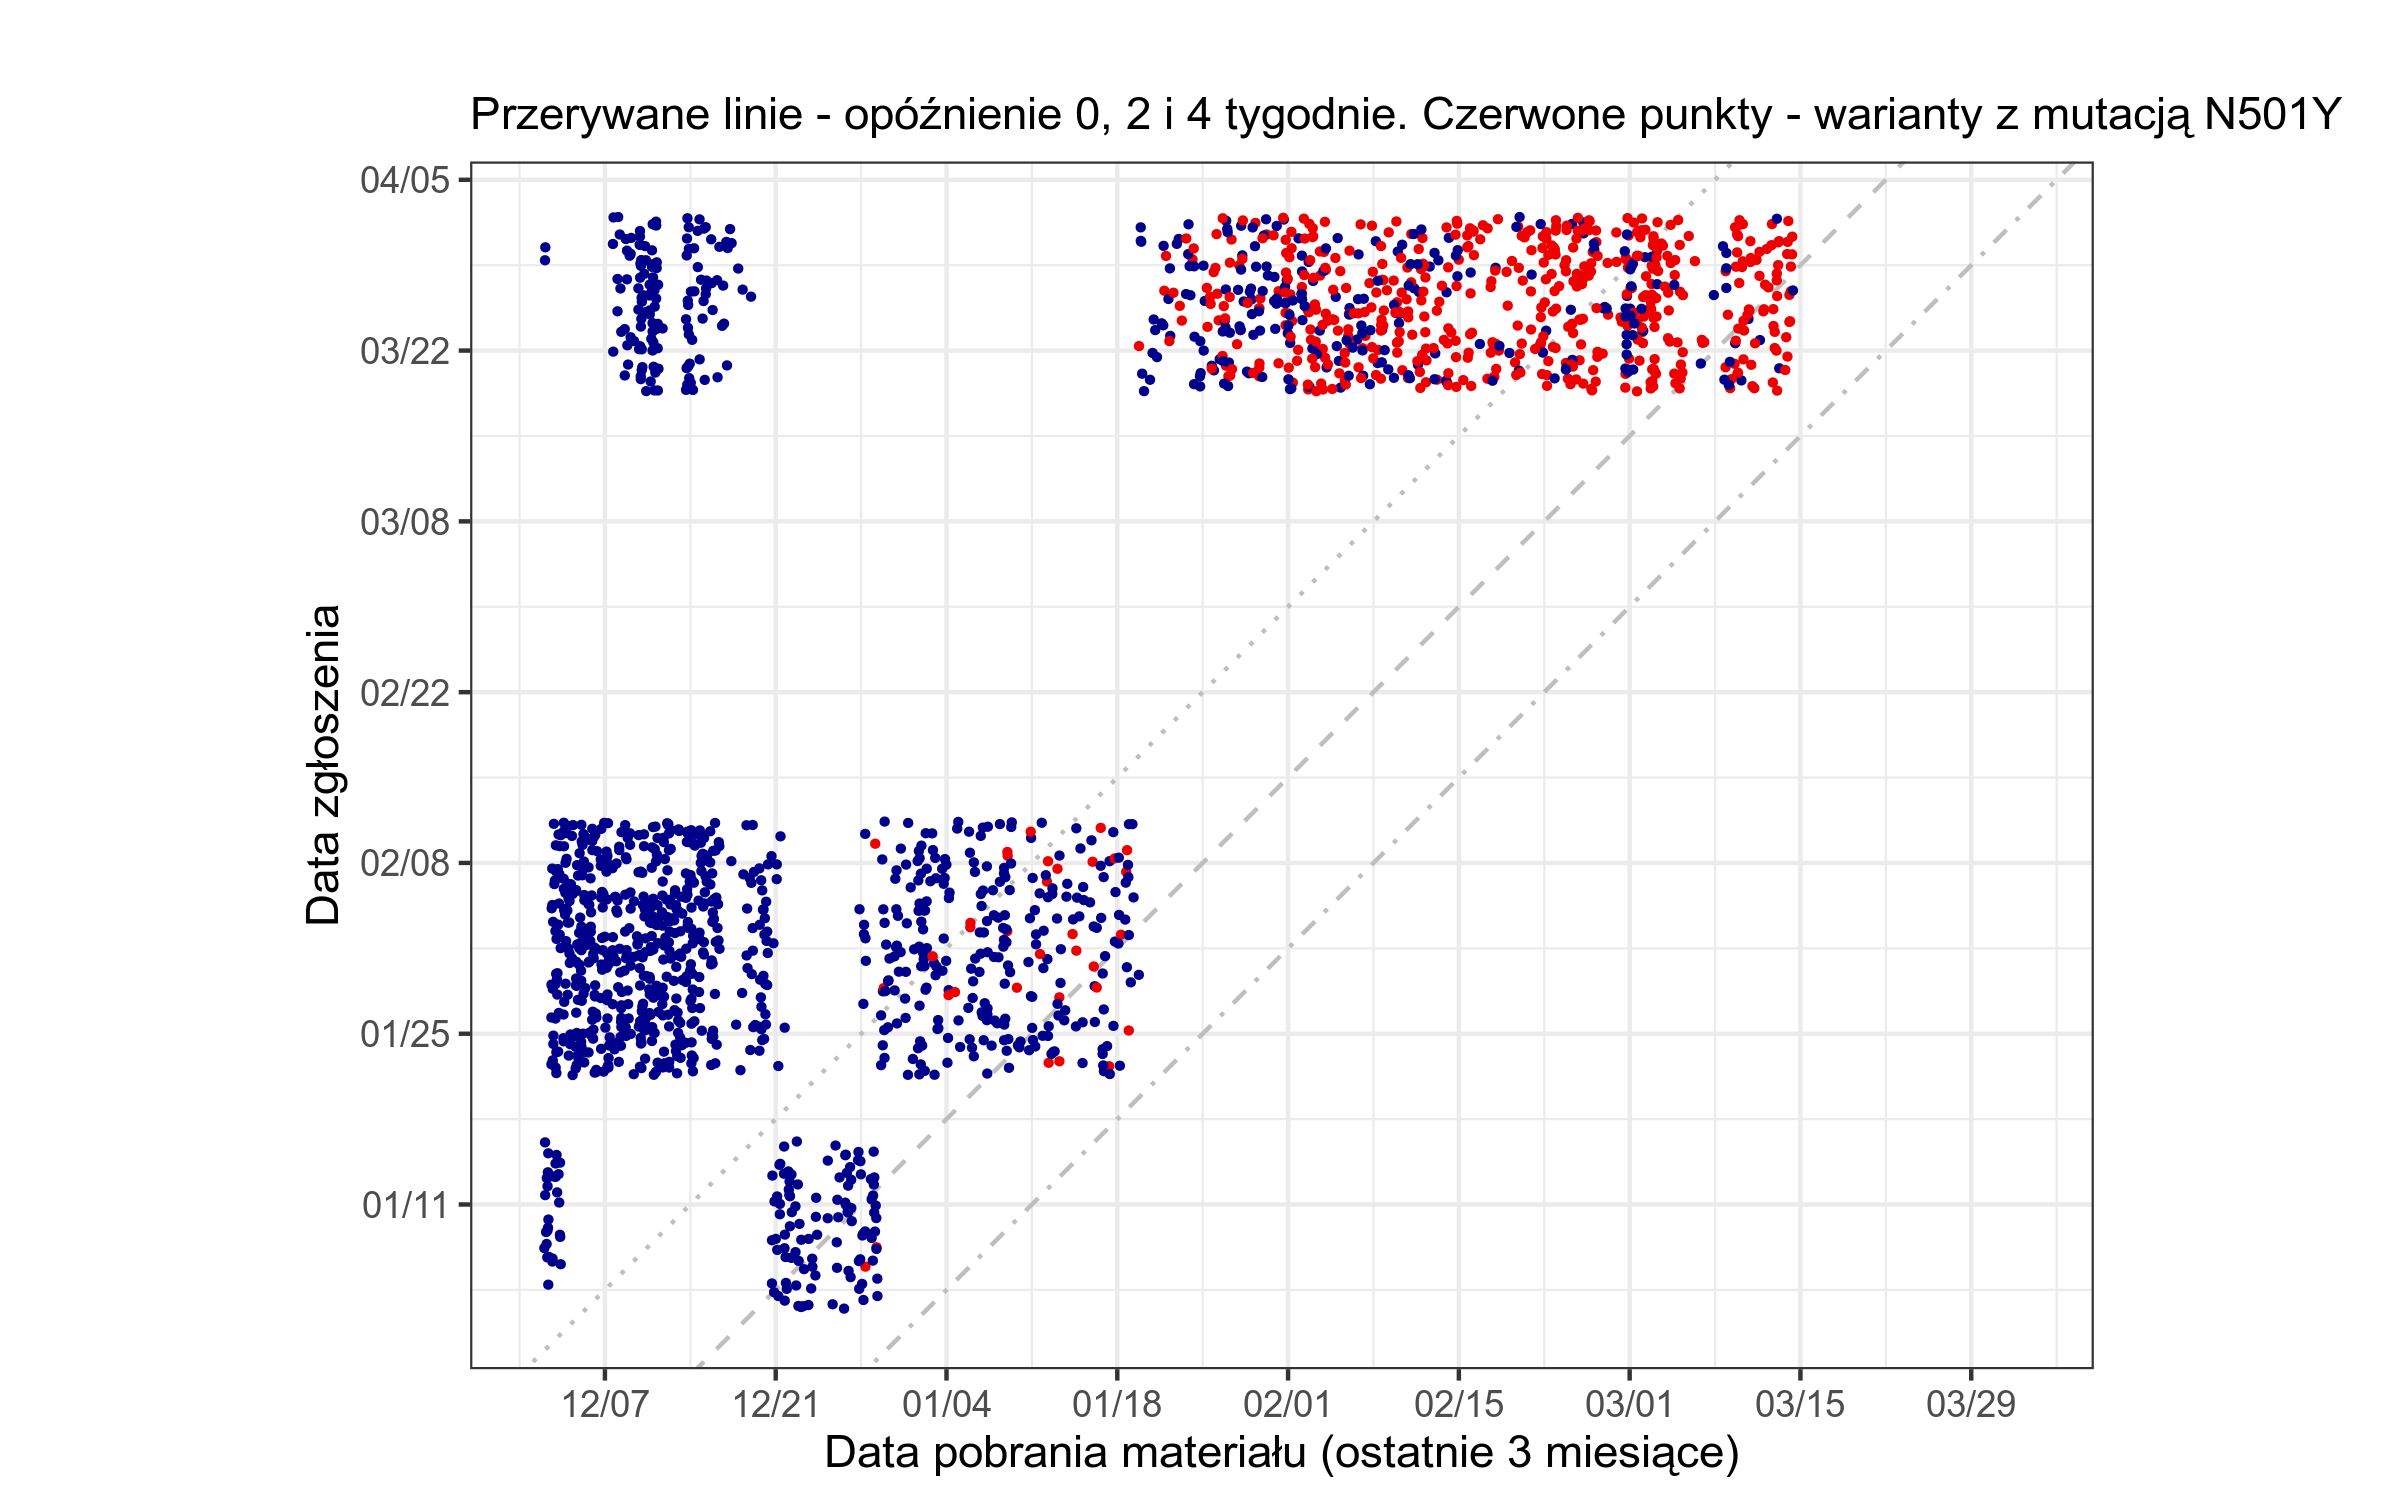 Przerywane linie - opóźnienie 0, 2 i 4 tygodnie. Czerwone punkty - warianty z mutacją N501Y
04/05
03/22
03/08
02/22
02/08
01/25
01/11
Data zgłoszenia
12/07 12/21 01/04 01/18 02/01 02/15 03/01 03/15 03/29
Data pobrania materiału (ostatnie 3 miesiące)